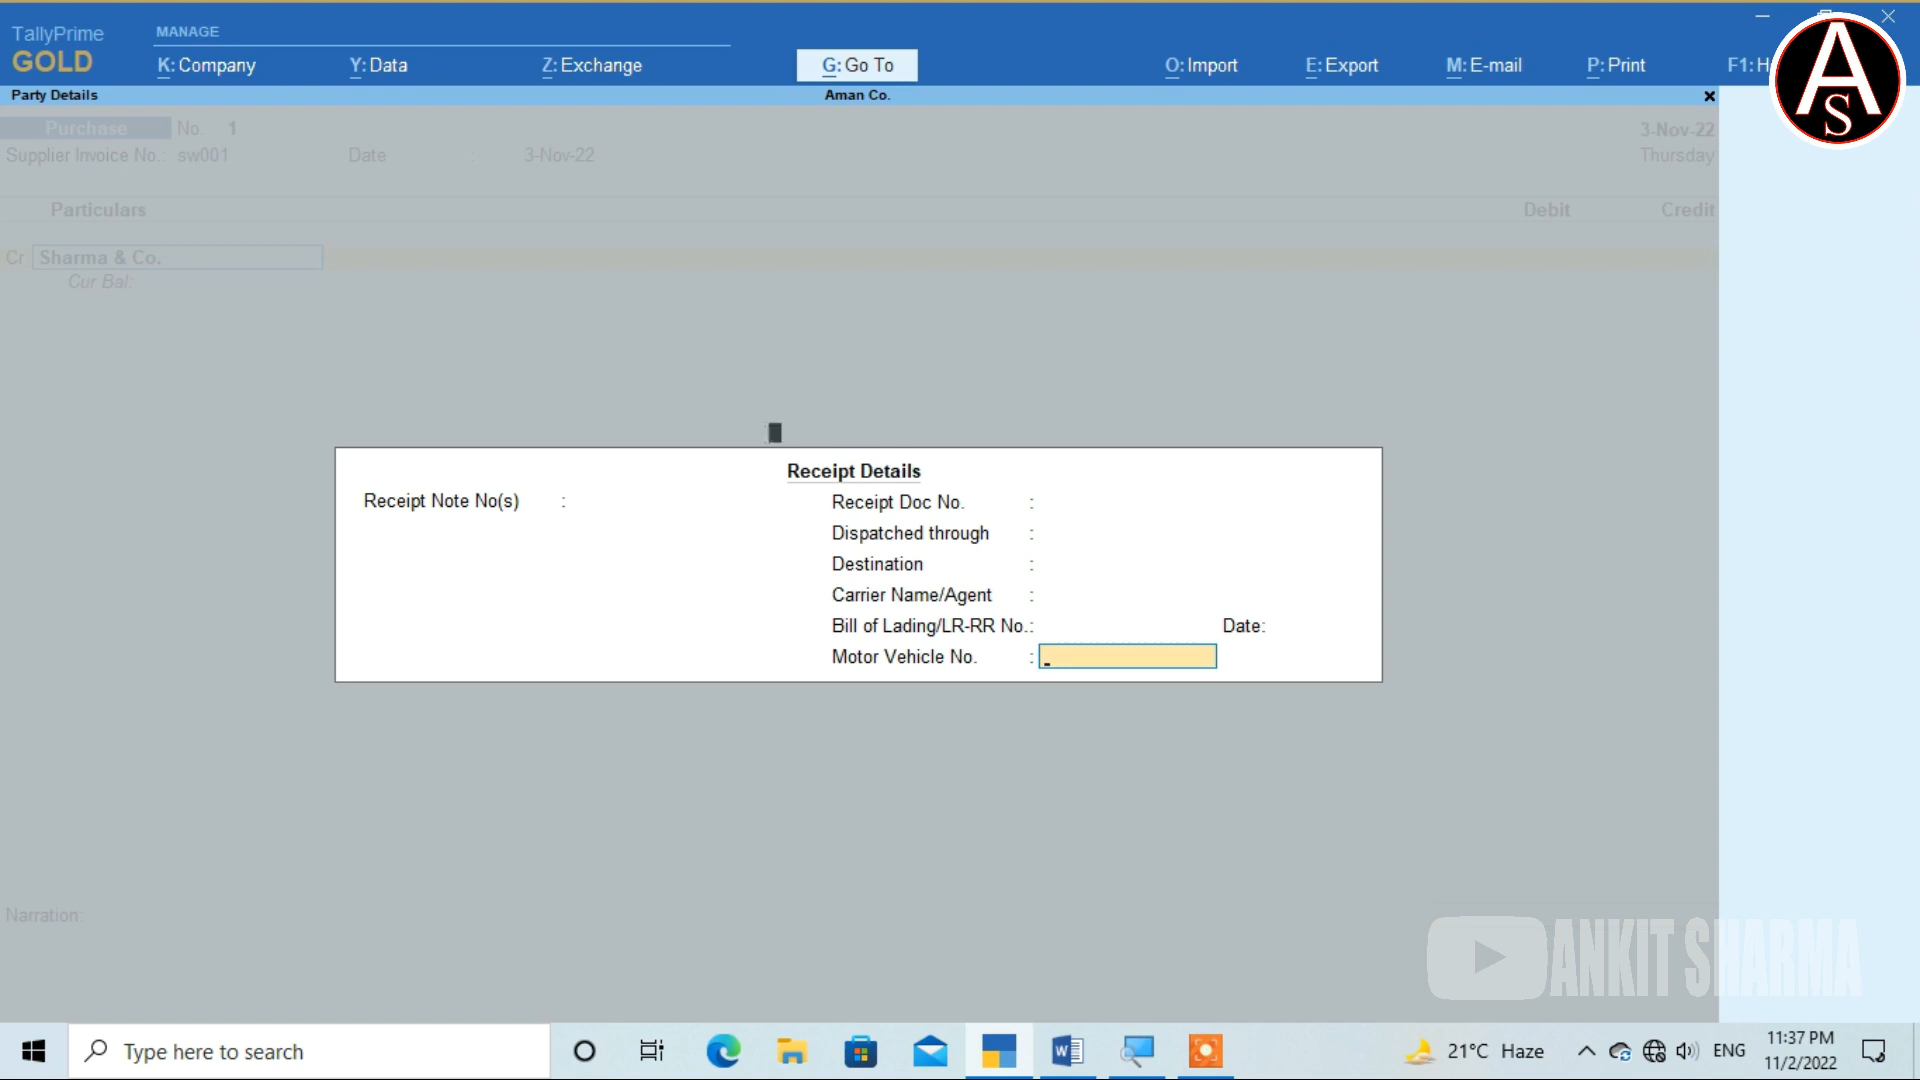 TallyPrime
GOLD
MANAGE
K: Company
Y: Data
Z: Exchange
G: Go To
O: Import
E: Export
M: E-mail
P: Print
F1: H
A
S
Party Details
Aman Co.
Purchase No. 1
3-Nov-22
Supplier Invoice No.: sw001 Date : 3-Nov-22
Thursday
Particulars
Debit
Credit
Cr Sharma & Co.
Cur Bal:
Receipt Details
Receipt Note No(s) :
Receipt Doc No. :
Dispatched through :
Destination :
Carrier Name/Agent :
Bill of Lading/LR-RR No.: Date:
Motor Vehicle No. :
Narration:
ANKIT SHARMA
Type here to search
21°C Haze
ENG
11:37 PM
11/2/2022